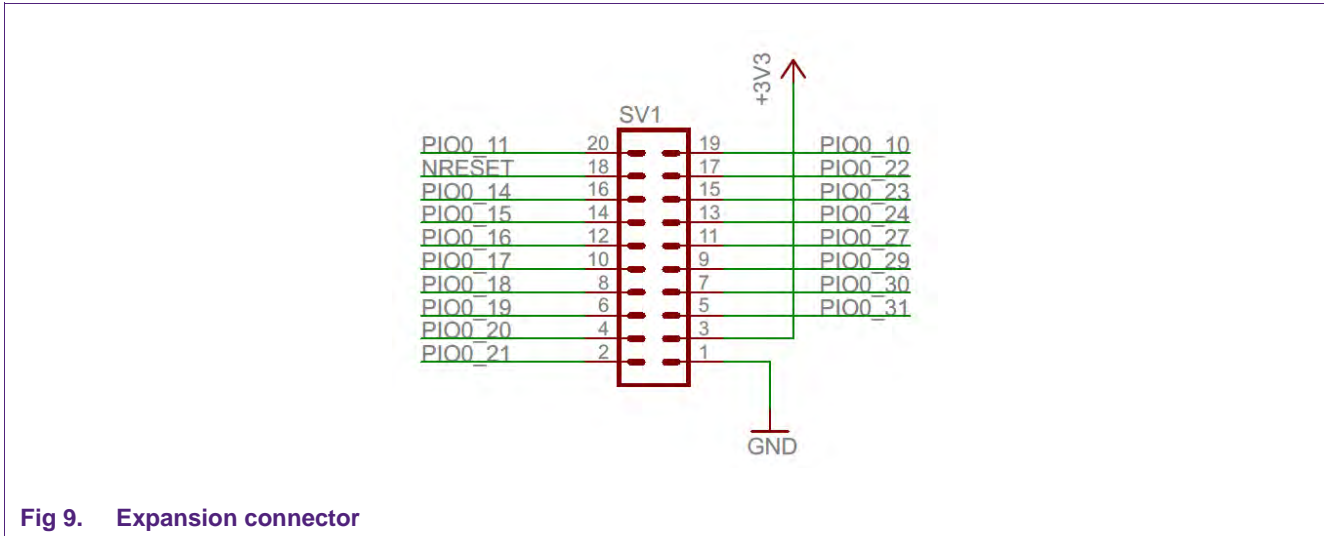 +3V3
SV1
PIO0_11 20 19 PIO0_10
NRESET 18 17 PIO0_22
PIO0_14 16 15 PIO0_23
PIO0_15 14 13 PIO0_24
PIO0_16 12 11 PIO0_27
PIO0_17 10 9 PIO0_29
PIO0_18 8 7 PIO0_30
PIO0_19 6 5 PIO0_31
PIO0_20 4 3
PIO0_21 2 1
GND
Fig 9. Expansion connector